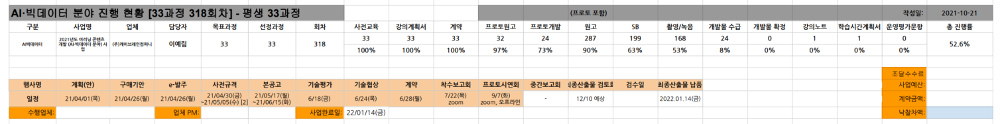 AI·빅데이터 분야 진행 현황 [33과정 318회차] - 평생 33과정 (프로토 포함) 작성일: 2021-10-21
구분 사업명 업체 담당자 목표과정 선정과정 회차 사전교육 강의계획서 계약 프로토원고 프로토개발 원고 SB 촬영/녹음 개발물 수급 개발물 확정 강의노트 학습시간계획서 운영평가문항 총 진행률
AI빅데이터 2021년도 이러닝 콘텐츠 개발 (AI·빅데이터 분야) 사업 (주)케이브레인컴퍼니 이예림 33 33 318 33 33 33 32 24 287 199 168 24 0 1 1 0 52.6%
100% 100% 100% 97% 73% 90% 63% 53% 8% 0% 0% 0% 0%
조달수수료
행사명 계획(안) 구매기안 e-발주 사전규격 본공고 기술평가 기술협상 계약 착수보고회 프로토시연회 중간보고회 최종산출물 검토회 검수일 최종산출물 납품 사업예산:
일정 21/04/01(목) 21/04/26(월) 21/04/26(월) 21/04/30(금) ~21/05/05(수) [2] 21/05/17(월) ~21/06/15(화) 6/18(금) 6/24(목) 6/28(월) 7/22(목) zoom 9/7(화) zoom, 오프라인 - 12/10 예상 2022.01.14(금) 계약금액:
수행업체: 업체 PM: 사업완료일: 22/01/14(금) 낙찰차액: